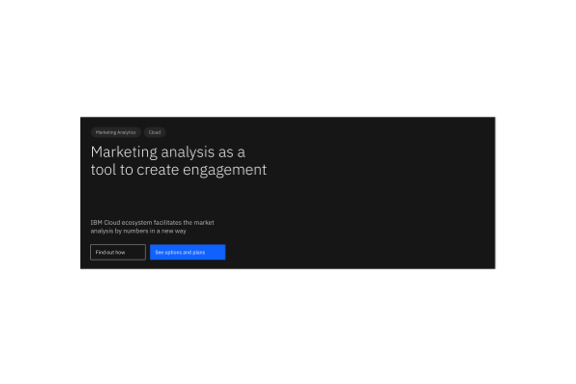 Marketing Analytics Cloud
Marketing analysis as a
tool to create engagement
IBM Cloud ecosystem facilitates the market
analysis by numbers in a new way
Find out how See options and plans